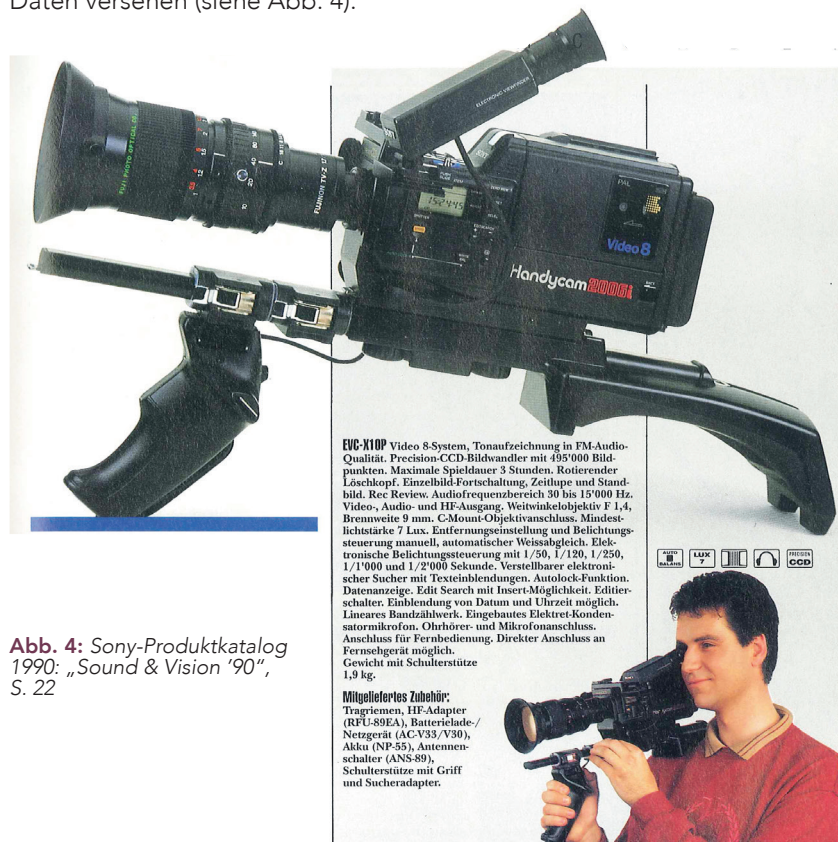 Daten versehen (siehe Abb. 4).
ELECTRONIC VIEWFINDER
FUJI PHOTO OPTICAL CO.
FUJINON TV-Z
EXT
15:24:45
PAL
Video 8
Handycam 2006i
EVC-X10P Video 8-System, Tonaufzeichnung in FM-Audio-
Qualität. Precision-CCD-Bildwandler mit 495'000 Bild-
punkten. Maximale Spieldauer 3 Stunden. Rotierender
Löschkopf. Einzelbild-Fortschaltung, Zeitlupe und Stand-
bild. Rec Review. Audiofrequenzbereich 30 bis 15'000 Hz.
Video-, Audio- und HF-Ausgang. Weitwinkelobjektiv F 1,4,
Brennweite 9 mm. C-Mount-Objektivanschluss. Mindest-
lichtstärke 7 Lux. Entfernungseinstellung und Belichtungs-
steuerung manuell, automatischer Weissabgleich. Elek-
tronische Belichtungssteuerung mit 1/50, 1/120, 1/250,
1/1'000 und 1/2'000 Sekunde. Verstellbarer elektroni-
scher Sucher mit Texteinblendungen. Autolock-Funktion.
Datenanzeige. Edit Search mit Insert-Möglichkeit. Editier-
schalter. Einblendung von Datum und Uhrzeit möglich.
Lineares Bandzählwerk. Eingebautes Elektret-Konden-
satormikrofon. Ohrhörer- und Mikrofonanschluss.
Anschluss für Fernbedienung. Direkter Anschluss an
Fernsehgerät möglich.
Gewicht mit Schulterstütze
1,9 kg.
Mitgeliefertes Zubehör:
Tragriemen, HF-Adapter
(RFU-89EA), Batterielade-/
Netzgerät (AC-V33/V30),
Akku (NP-55), Antennen-
schalter (ANS-89),
Schulterstütze mit Griff
und Sucheradapter.
AUTO
BALANS
LUX
7
PRECISION
CCD
Abb. 4: Sony-Produktkatalog
1990: „Sound & Vision '90“,
S. 22